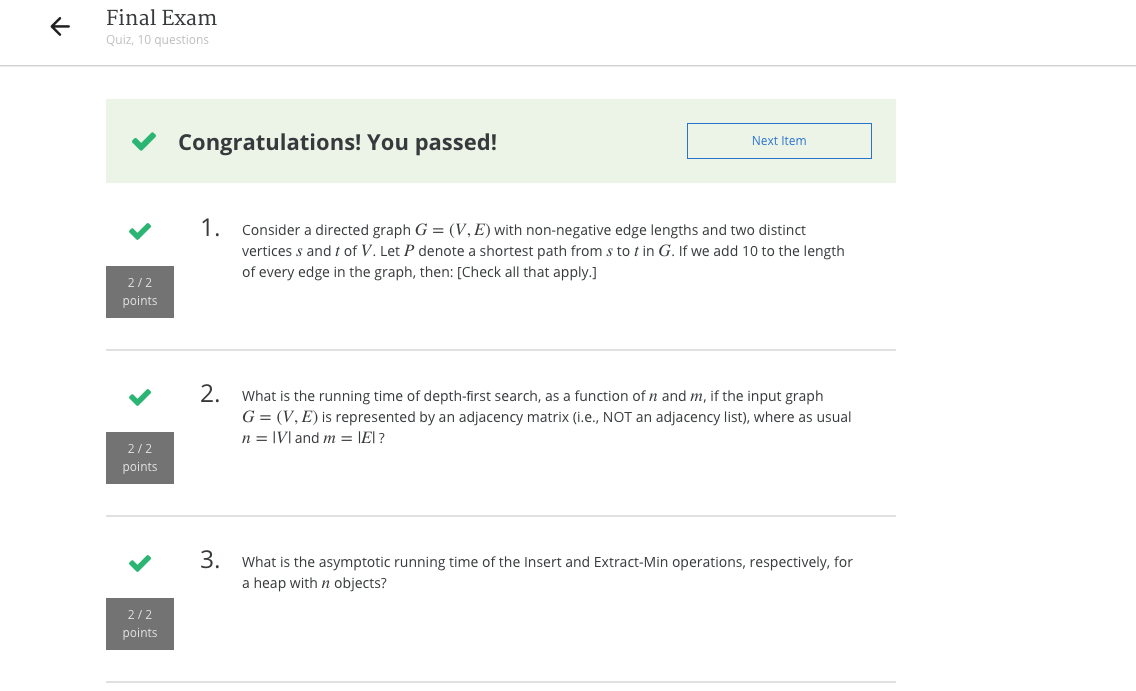 Final Exam
Quiz, 10 questions
Congratulations! You passed!
Next Item
1.
Consider a directed graph G = (V, E) with non-negative edge lengths and two distinct
vertices s and t of V. Let P denote a shortest path from s to t in G. If we add 10 to the length
of every edge in the graph, then: [Check all that apply.]
2 / 2
points
2.
What is the running time of depth-first search, as a function of n and m, if the input graph
G = (V, E) is represented by an adjacency matrix (i.e., NOT an adjacency list), where as usual
n = |V| and m = |E| ?
2 / 2
points
3.
What is the asymptotic running time of the Insert and Extract-Min operations, respectively, for
a heap with n objects?
2 / 2
points